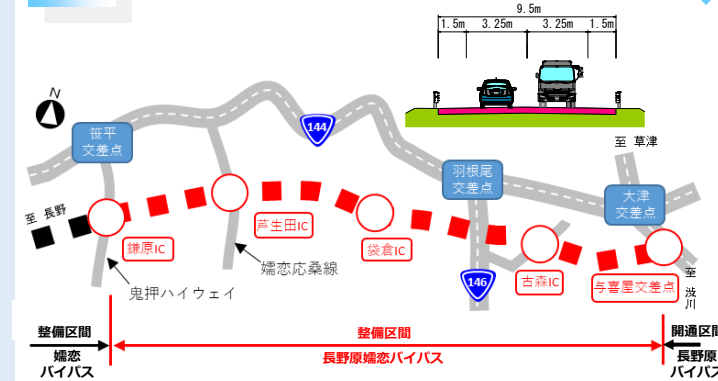 9.5m
1.5m 3.25m 3.25m 1.5m
N
144
笹平
交差点
羽根尾
交差点
至 草津
大津
交差点
至 長野
鎌原IC
芦生田IC
袋倉IC
古森IC
与喜屋交差点
至 渋川
146
鬼押ハイウェイ
嬬恋応桑線
整備区間
嬬恋
バイパス
整備区間
長野原嬬恋バイパス
開通区間
長野原
バイパス